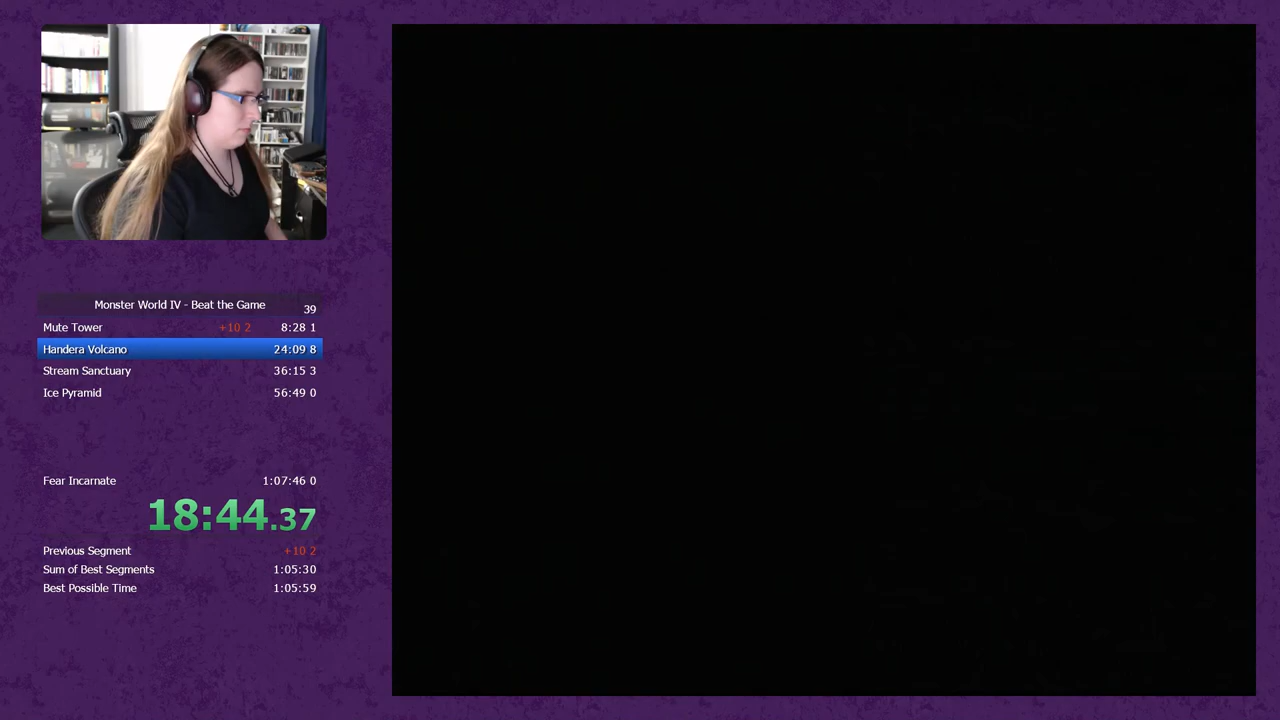 Monster World IV - Beat the Game
39
Mute Tower +10 2 8:28 1
Handera Volcano 24:09 8
Stream Sanctuary 36:15 3
Ice Pyramid 56:49 0
Fear Incarnate 1:07:46 0
18:44.37
Previous Segment +10 2
Sum of Best Segments 1:05:30
Best Possible Time 1:05:59